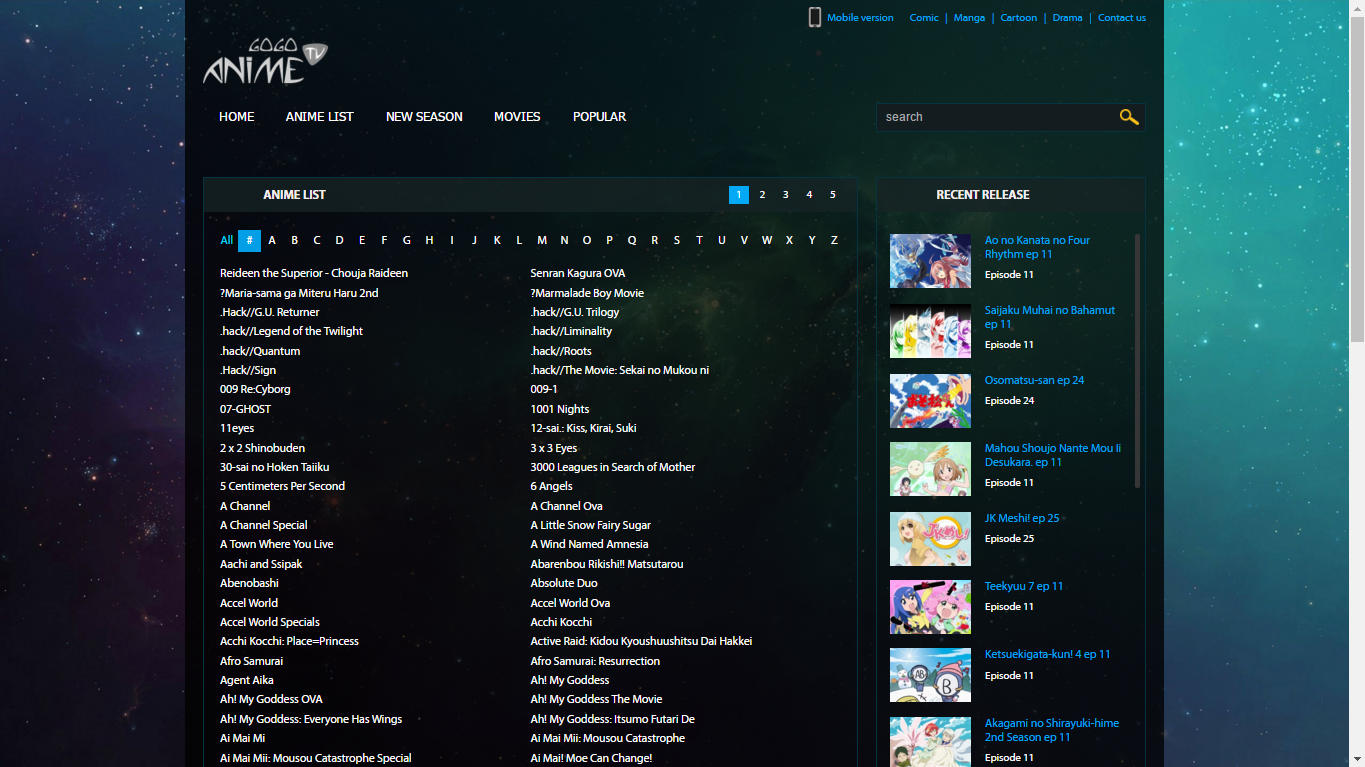 Mobile version Comic | Manga | Cartoon | Drama | Contact us
GOGO
ANIME TV
HOME ANIME LIST NEW SEASON MOVIES POPULAR search
ANIME LIST 1 2 3 4 5
All # A B C D E F G H I J K L M N O P Q R S T U V W X Y Z
Reideen the Superior - Chouja Raideen Senran Kagura OVA
?Maria-sama ga Miteru Haru 2nd ?Marmalade Boy Movie
.Hack//G.U. Returner .hack//G.U. Trilogy
.hack//Legend of the Twilight .hack//Liminality
.hack//Quantum .hack//Roots
.Hack//Sign .hack//The Movie: Sekai no Mukou ni
009 Re:Cyborg 009-1
07-GHOST 1001 Nights
11eyes 12-sai.: Kiss, Kirai, Suki
2 x 2 Shinobuden 3 x 3 Eyes
30-sai no Hoken Taiiku 3000 Leagues in Search of Mother
5 Centimeters Per Second 6 Angels
A Channel A Channel Ova
A Channel Special A Little Snow Fairy Sugar
A Town Where You Live A Wind Named Amnesia
Aachi and Ssipak Abarenbou Rikishi!! Matsutarou
Abenobashi Absolute Duo
Accel World Accel World Ova
Accel World Specials Acchi Kocchi
Acchi Kocchi: Place=Princess Active Raid: Kidou Kyoushuushitsu Dai Hakkei
Afro Samurai Afro Samurai: Resurrection
Agent Aika Ah! My Goddess
Ah! My Goddess OVA Ah! My Goddess The Movie
Ah! My Goddess: Everyone Has Wings Ah! My Goddess: Itsumo Futari De
Ai Mai Mi Ai Mai Mii: Mousou Catastrophe
Ai Mai Mii: Mousou Catastrophe Special Ai Mai! Moe Can Change!
RECENT RELEASE
Ao no Kanata no Four
Rhythm ep 11
Episode 11
Saijaku Muhai no Bahamut
ep 11
Episode 11
Osomatsu-san ep 24
Episode 24
おそ松さん
Mahou Shoujo Nante Mou Ii
Desukara. ep 11
Episode 11
JK Meshi! ep 25
Episode 25
JKめし!
Teekyuu 7 ep 11
Episode 11
Ketsuekigata-kun! 4 ep 11
Episode 11
AB B
Akagami no Shirayuki-hime
2nd Season ep 11
Episode 11